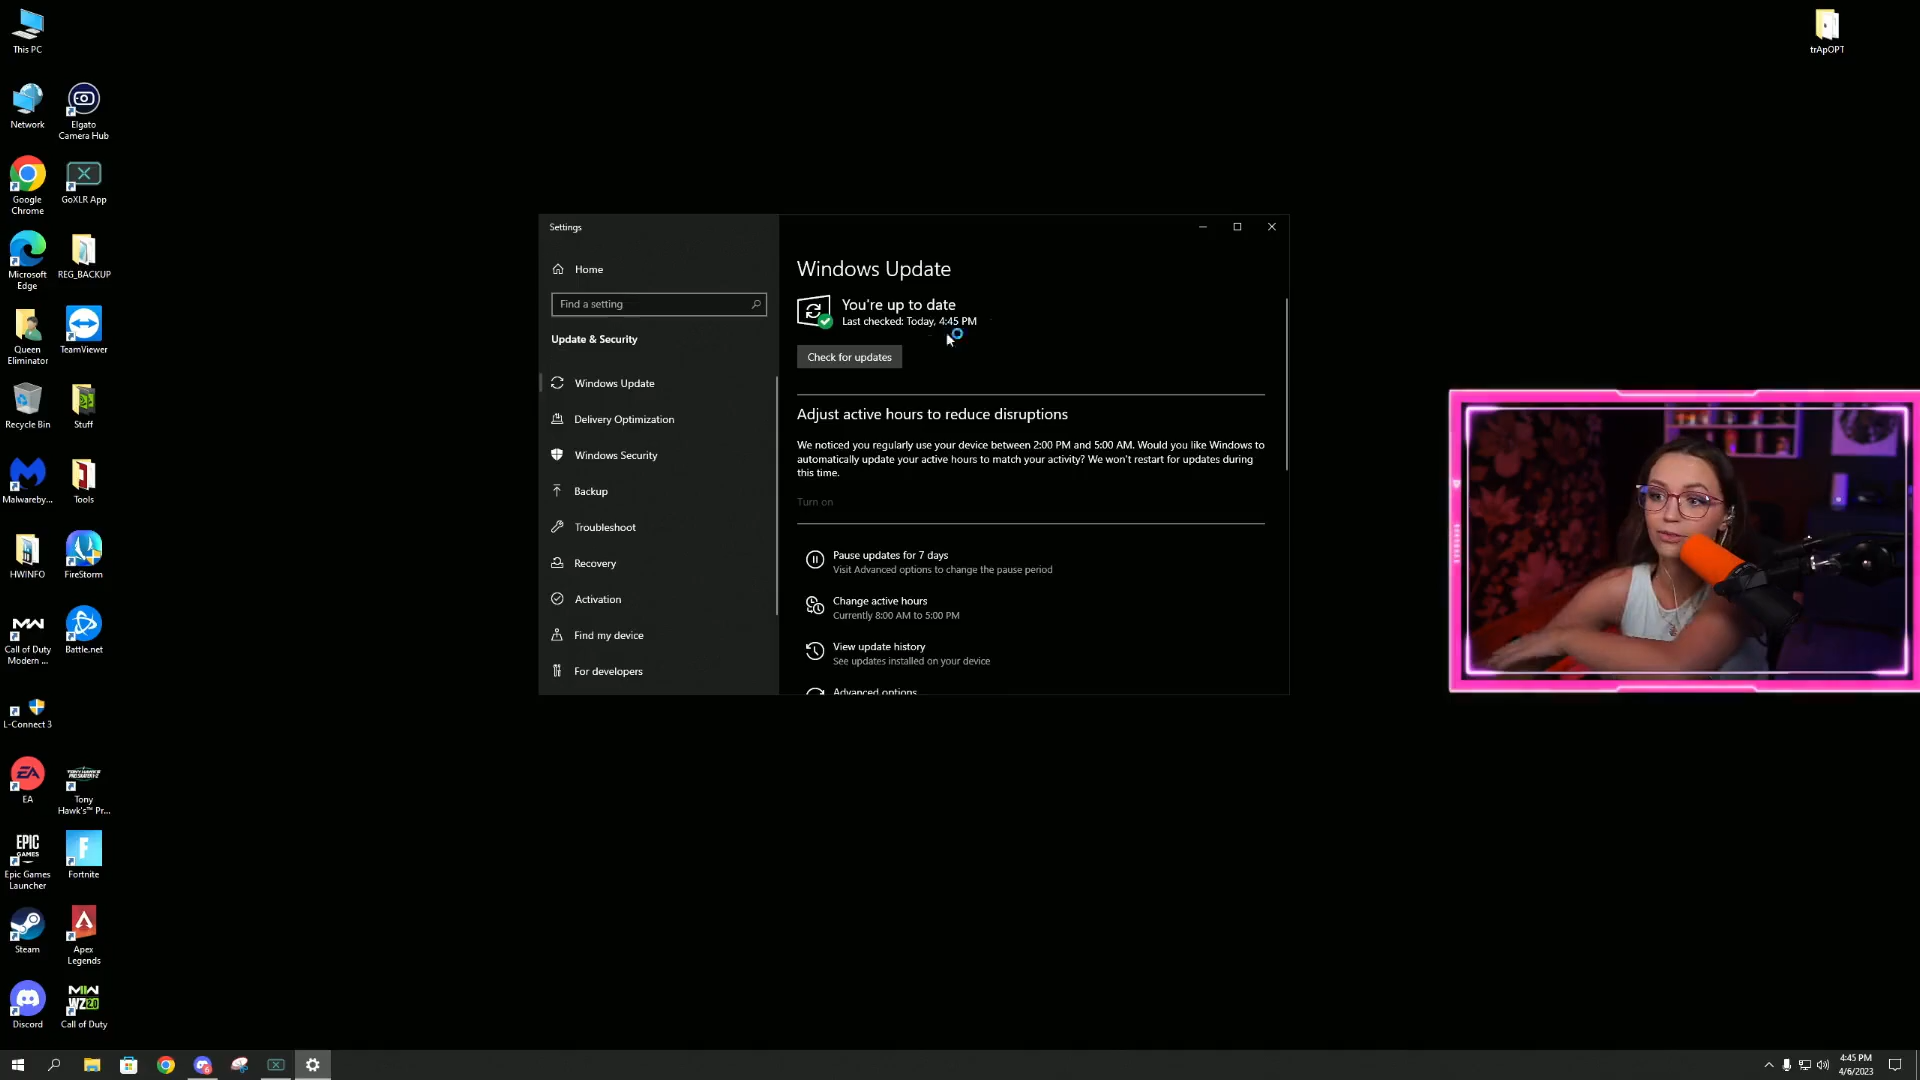 This PC
Network
Elgato
Camera Hub
Google
Chrome
GoXLR App
Microsoft
Edge
REG_BACKUP
Queen
Eliminator
TeamViewer
Recycle Bin
Stuff
Malwareby...
Tools
HWiNFO
FireStorm
Call of Duty
Modern ...
Battle.net
L-Connect 3
EA
Tony
Hawk's™ Pr...
EPIC
GAMES
Epic Games
Launcher
Fortnite
Steam
Apex
Legends
Discord
MW
WZ 2.0
Call of Duty
trApOPT
Settings
Home
Find a setting
Update & Security
Windows Update
Delivery Optimization
Windows Security
Backup
Troubleshoot
Recovery
Activation
Find my device
For developers
Windows Update
You're up to date
Last checked: Today, 4:45 PM
Check for updates
Adjust active hours to reduce disruptions
We noticed you regularly use your device between 2:00 PM and 5:00 AM. Would you like Windows to
automatically update your active hours to match your activity? We won't restart for updates during
this time.
Turn on
Pause updates for 7 days
Visit Advanced options to change the pause period
Change active hours
Currently 8:00 AM to 5:00 PM
View update history
See updates installed on your device
Advanced options
4:45 PM
4/6/2023